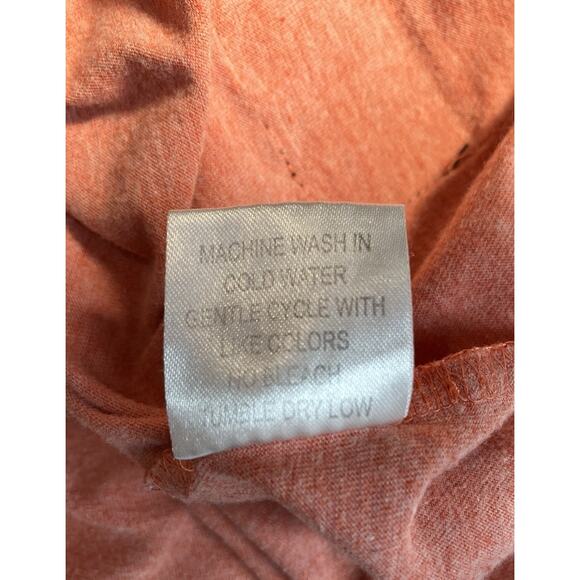 MACHINE WASH IN
COLD WATER
GENTLE CYCLE WITH
LIKE COLORS
NO BLEACH
TUMBLE DRY LOW